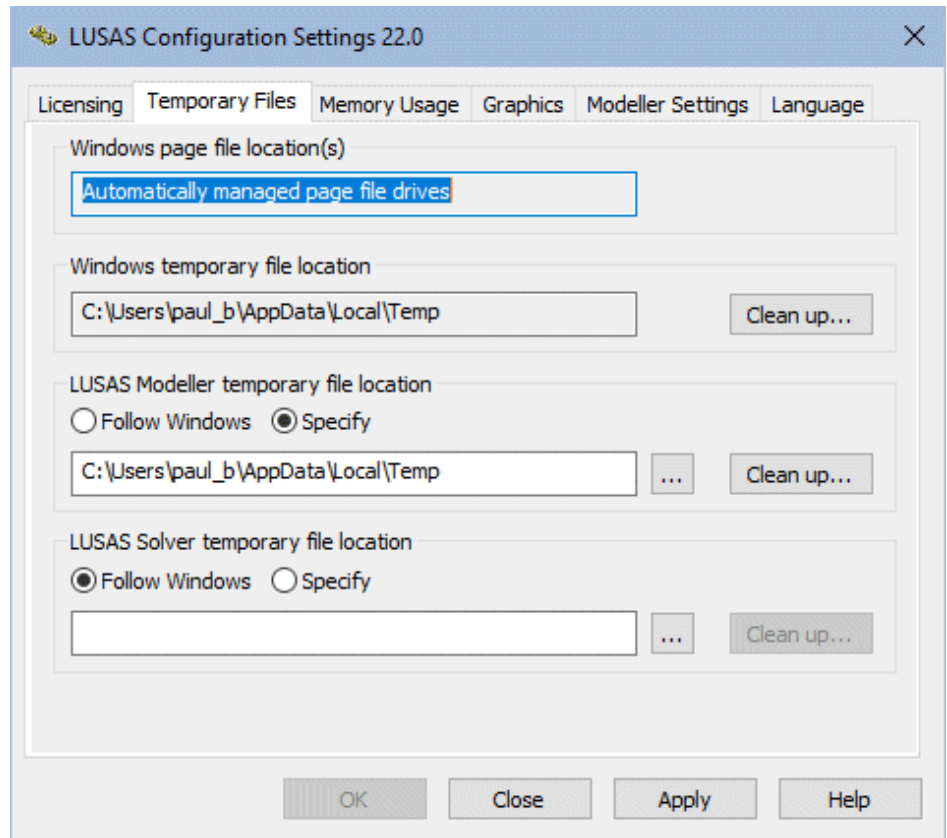 LUSAS Configuration Settings 22.0
Licensing Temporary Files Memory Usage Graphics Modeller Settings Language
Windows page file location(s)
Automatically managed page file drives
Windows temporary file location
C:\Users\paul_b\AppData\Local\Temp Clean up...
LUSAS Modeller temporary file location
Follow Windows Specify
C:\Users\paul_b\AppData\Local\Temp ... Clean up...
LUSAS Solver temporary file location
Follow Windows Specify
... Clean up...
OK Close Apply Help